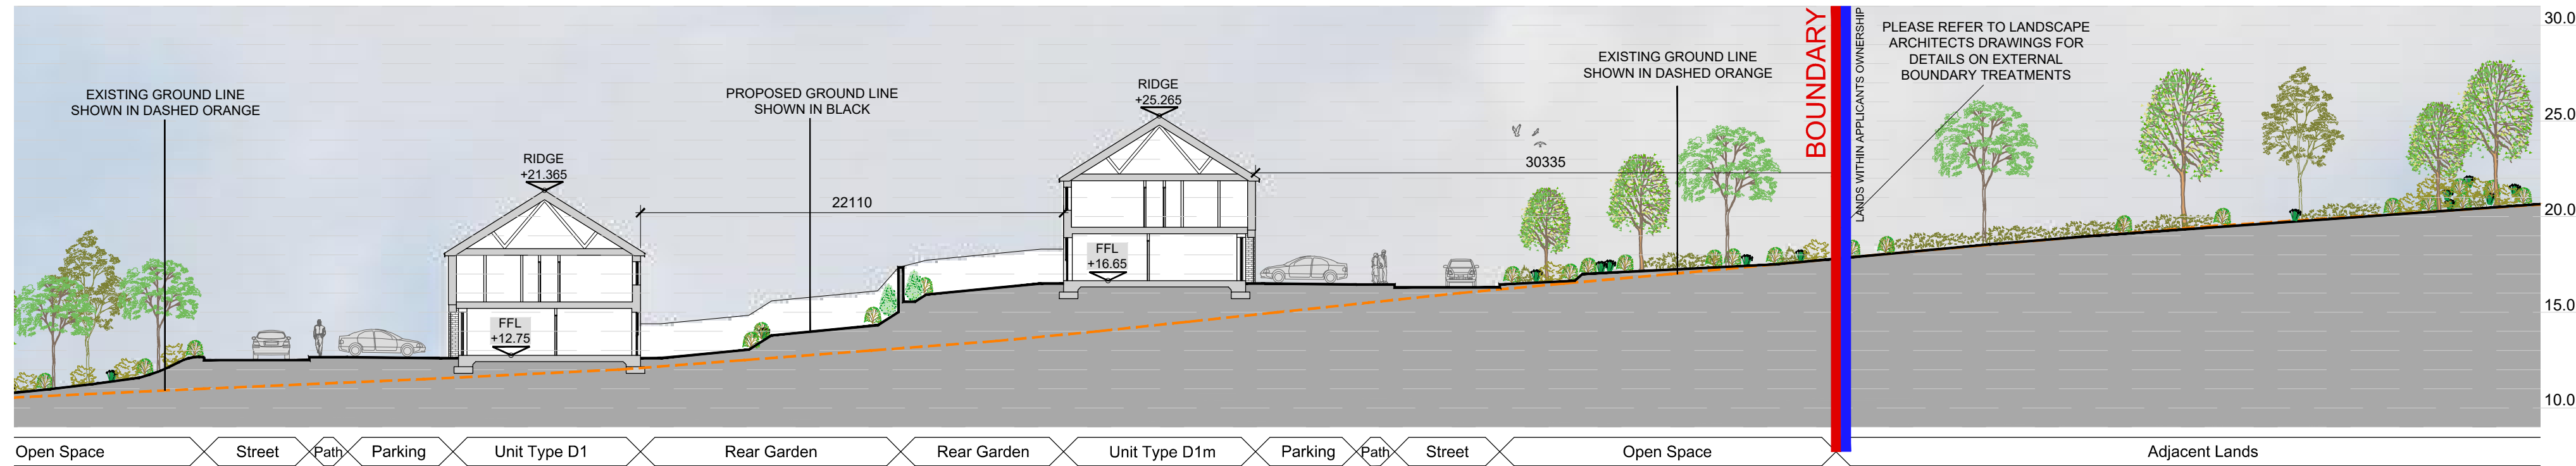 EXISTING GROUND LINE
SHOWN IN DASHED ORANGE
RIDGE
+21.365
PROPOSED GROUND LINE
SHOWN IN BLACK
22110
RIDGE
+25.265
30335
EXISTING GROUND LINE
SHOWN IN DASHED ORANGE
BOUNDARY
LANDS WITHIN APPLICANTS OWNERSHIP
PLEASE REFER TO LANDSCAPE
ARCHITECTS DRAWINGS FOR
DETAILS ON EXTERNAL
BOUNDARY TREATMENTS
30.0
25.0
20.0
15.0
10.0
FFL
+12.75
FFL
+16.65
Open Space
Street
Path
Parking
Unit Type D1
Rear Garden
Rear Garden
Unit Type D1m
Parking
Path
Street
Open Space
Adjacent Lands